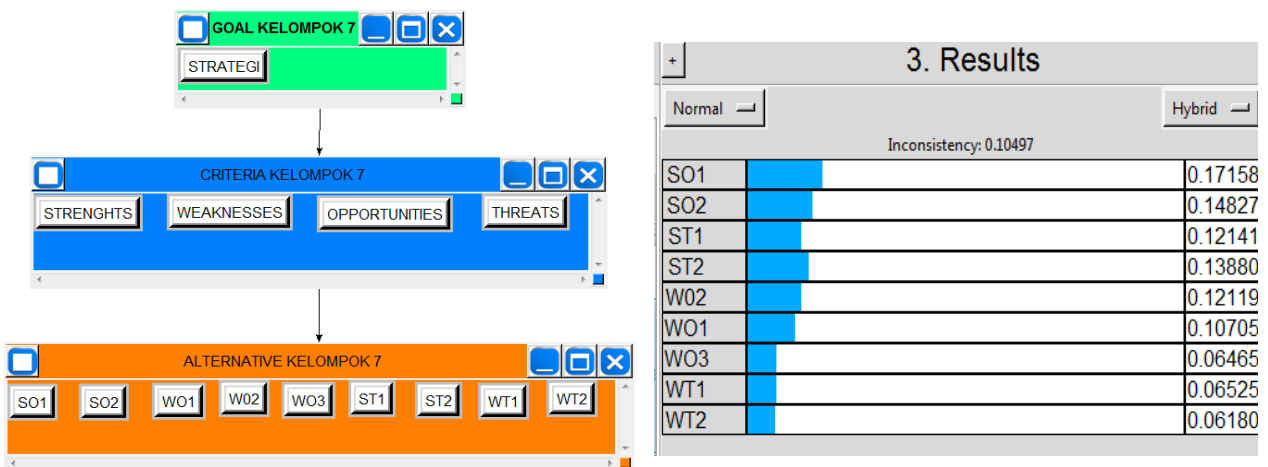 GOAL KELOMPOK 7
STRATEGI
CRITERIA KELOMPOK 7
STRENGHTS WEAKNESSES OPPORTUNITIES THREATS
ALTERNATIVE KELOMPOK 7
SO1 SO2 WO1 W02 WO3 ST1 ST2 WT1 WT2
+ 3. Results
Normal Hybrid
Inconsistency: 0.10497
SO1 0.17158
SO2 0.14827
ST1 0.12141
ST2 0.13880
W02 0.12119
WO1 0.10705
WO3 0.06465
WT1 0.06525
WT2 0.06180